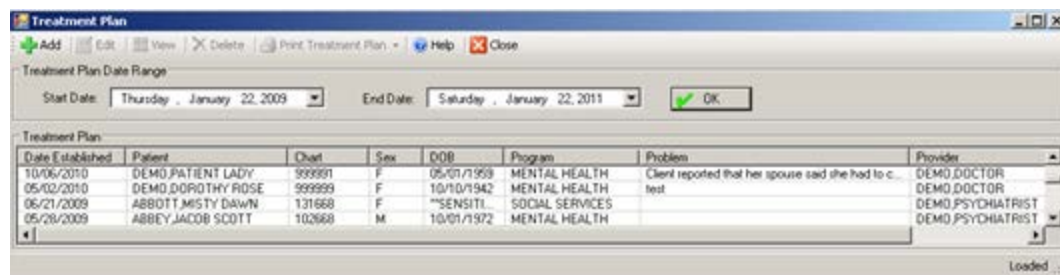 Treatment Plan
Add Edit View Delete Print Treatment Plan Help Close
Treatment Plan Date Range
Start Date: Thursday , January 22, 2009 End Date: Saturday , January 22, 2011 OK
Treatment Plan
Date Established Patient Chart Sex DOB Program Problem Provider
10/06/2010 DEMO,PATIENT LADY 999991 F 05/01/1959 MENTAL HEALTH Client reported that her spouse said she had to c... DEMO,DOCTOR
05/02/2010 DEMO,DOROTHY ROSE 999999 F 10/10/1942 MENTAL HEALTH test DEMO,DOCTOR
06/21/2009 ABBOTT,MISTY DAWN 131668 F "SENSITI... SOCIAL SERVICES DEMO,PSYCHIATRIST
05/28/2009 ABBEY,JACOB SCOTT 102668 M 10/01/1972 MENTAL HEALTH DEMO,PSYCHIATRIST
Loaded